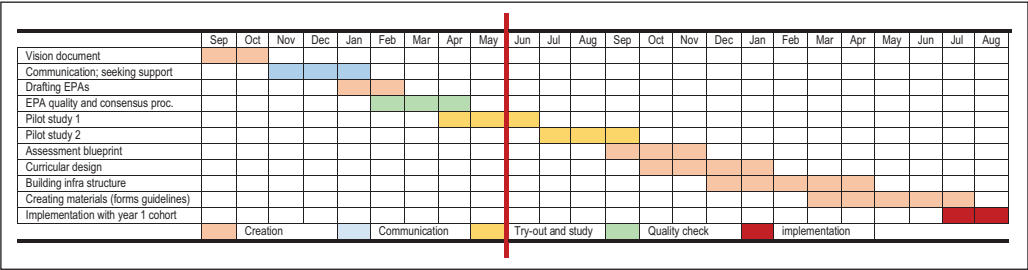 Sep Oct Nov Dec Jan Feb Mar Apr May Jun Jul Aug Sep Oct Nov Dec Jan Feb Mar Apr May Jun Jul Aug
Vision document
Communication; seeking support
Drafting EPAs
EPA quality and consensus proc.
Pilot study 1
Pilot study 2
Assessment blueprint
Curricular design
Building infra structure
Creating materials (forms guidelines)
Implementation with year 1 cohort
Creation Communication Try-out and study Quality check implementation